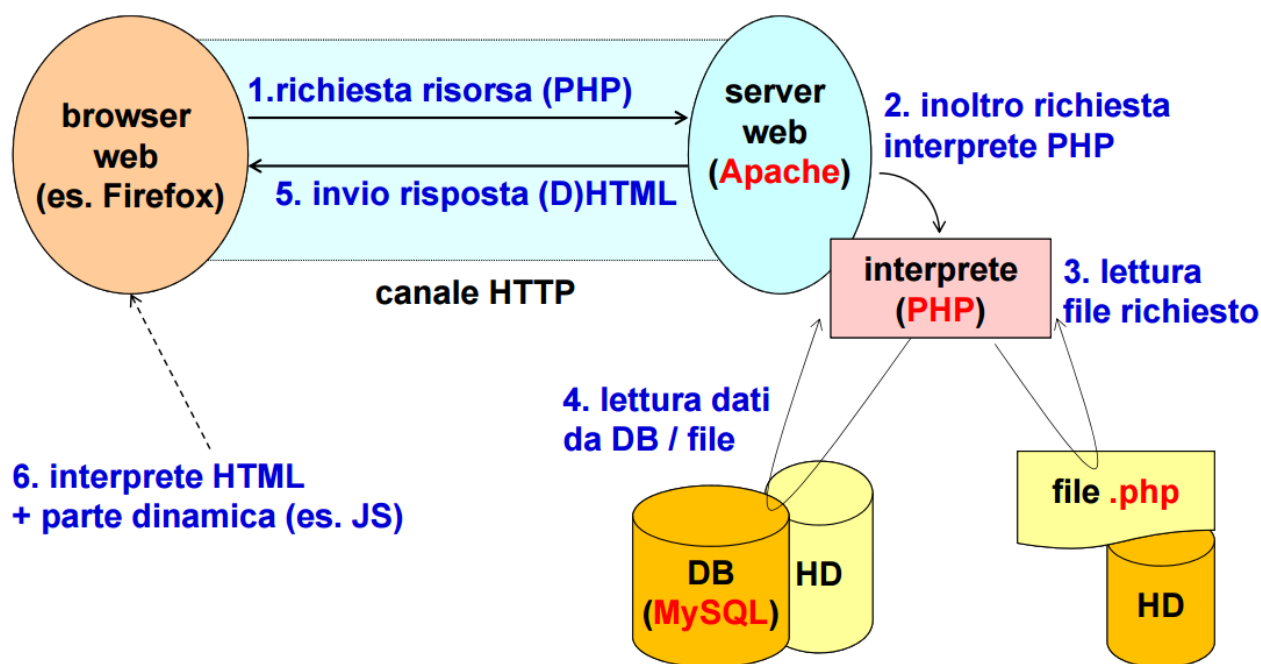 browser
web
(es. Firefox)
1.richiesta risorsa (PHP)
5. invio risposta (D)HTML
canale HTTP
server
web
(Apache)
2. inoltro richiesta
interprete PHP
interprete
(PHP)
3. lettura
file richiesto
4. lettura dati
da DB / file
6. interprete HTML
+ parte dinamica (es. JS)
DB
(MySQL)
HD
file .php
HD